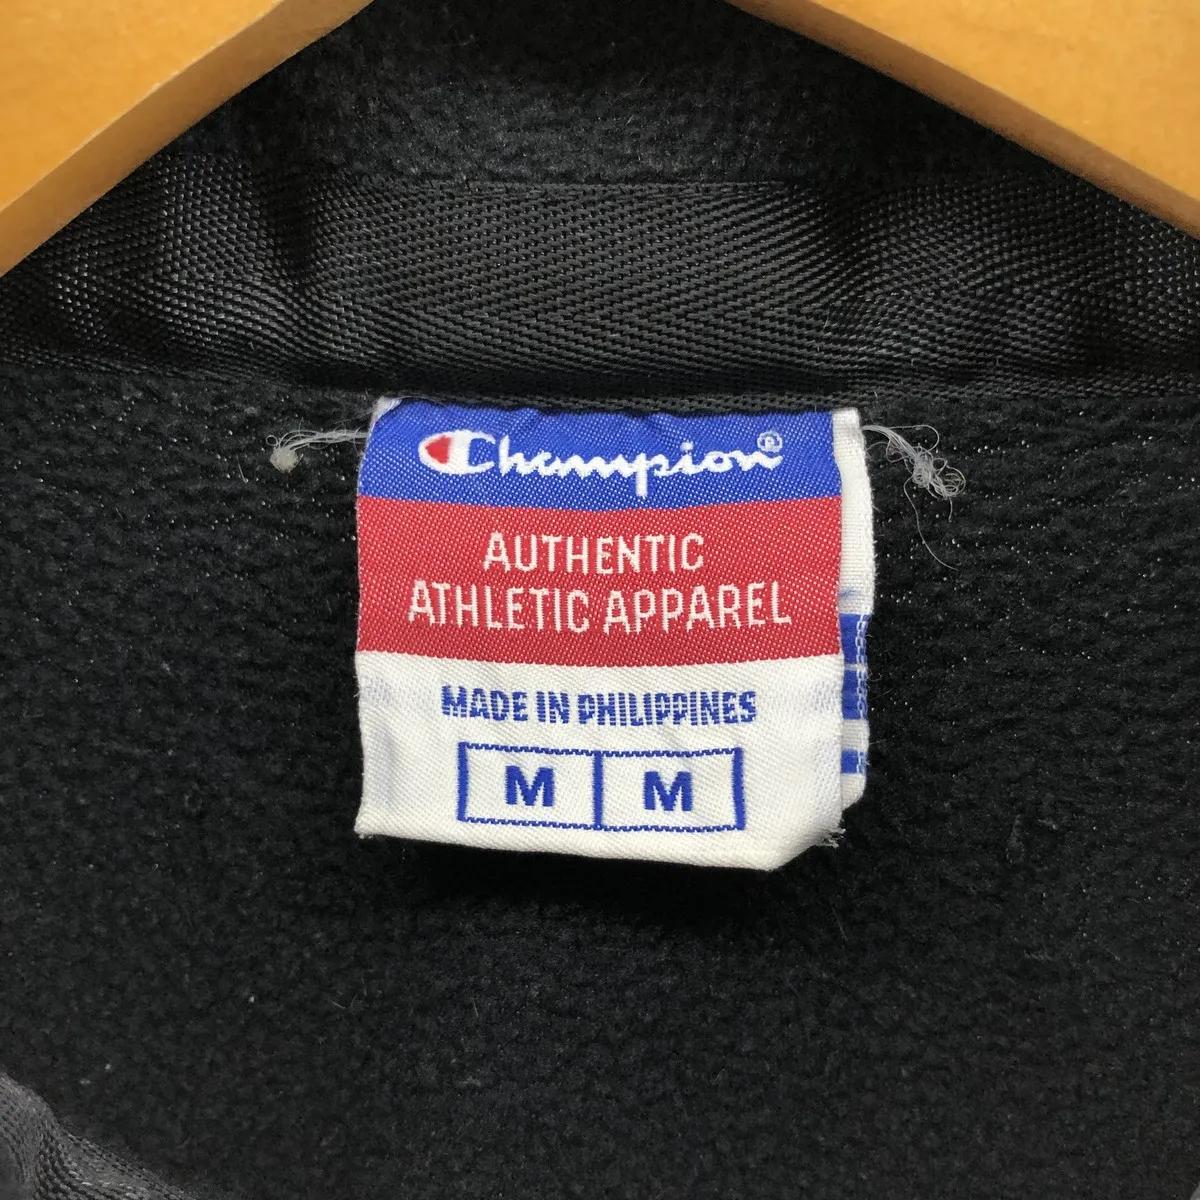 Champion®
AUTHENTIC
ATHLETIC APPAREL
MADE IN PHILIPPINES
M M